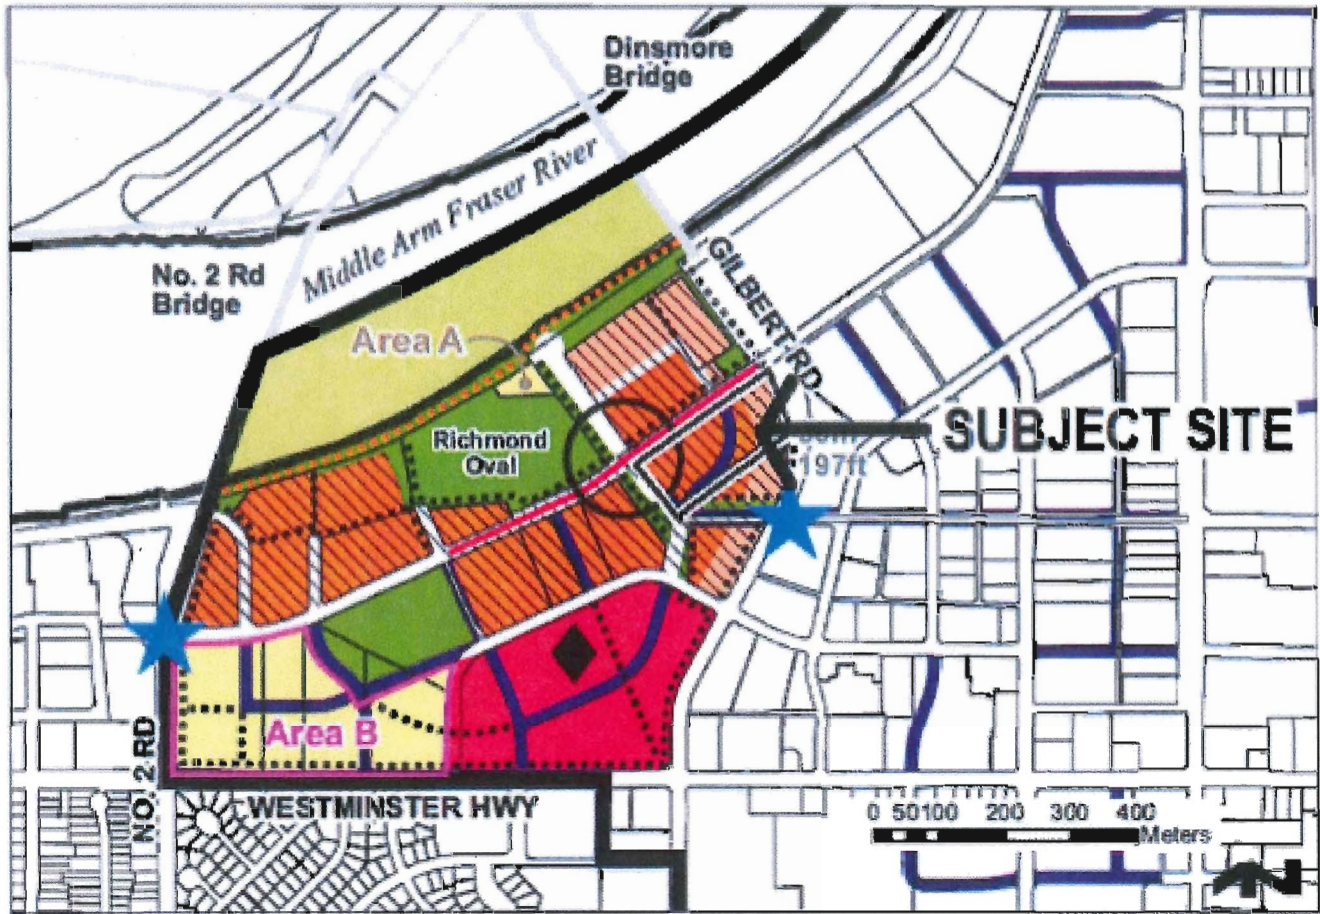 Dinsmore
Bridge
Middle Arm Fraser River
No. 2 Rd
Bridge
GILBERT RD
Area A
SUBJECT SITE
Richmond
Oval
197ft
Area B
NO. 2 RD
WESTMINSTER HWY
0 50 100 200 300 400
Meters